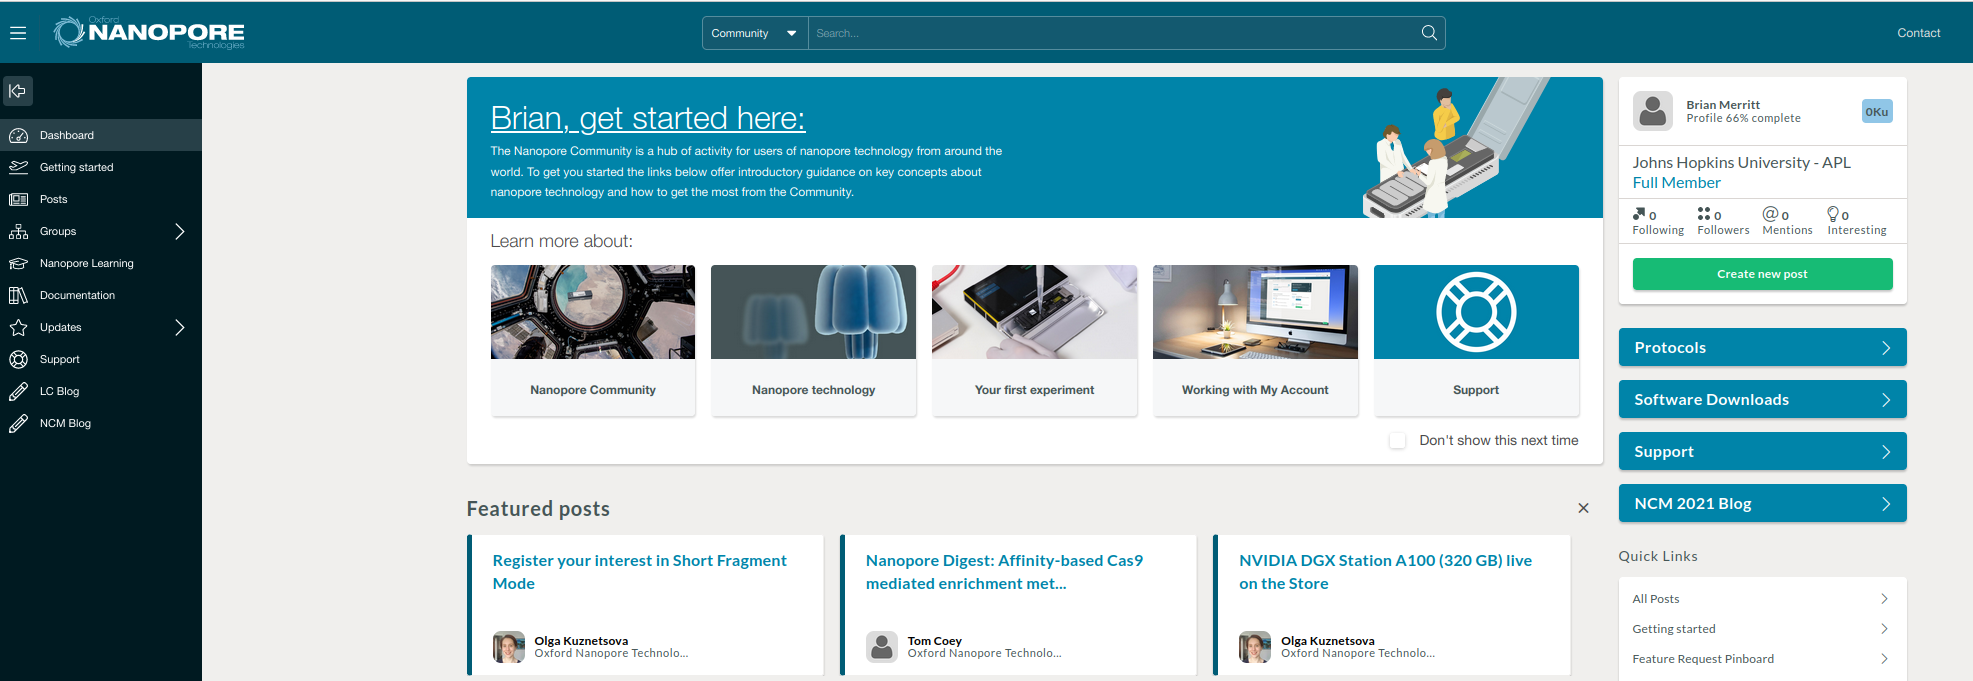 Oxford
NANOPORE
Technologies
Community
Search...
Contact
Dashboard
Getting started
Posts
Groups
Nanopore Learning
Documentation
Updates
Support
LC Blog
NCM Blog
Brian, get started here:
The Nanopore Community is a hub of activity for users of nanopore technology from around the
world. To get you started the links below offer introductory guidance on key concepts about
nanopore technology and how to get the most from the Community.
Learn more about:
Nanopore Community
Nanopore technology
Your first experiment
Working with My Account
Support
Don't show this next time
Featured posts
Register your interest in Short Fragment
Mode
Olga Kuznetsova
Oxford Nanopore Technolo...
Nanopore Digest: Affinity-based Cas9
mediated enrichment met...
Tom Coey
Oxford Nanopore Technolo...
NVIDIA DGX Station A100 (320 GB) live
on the Store
Olga Kuznetsova
Oxford Nanopore Technolo...
Brian Merritt
Profile 66% complete
0Ku
Johns Hopkins University - APL
Full Member
0 0 @ 0 0
Following Followers Mentions Interesting
Create new post
Protocols
Software Downloads
Support
NCM 2021 Blog
Quick Links
All Posts
Getting started
Feature Request Pinboard